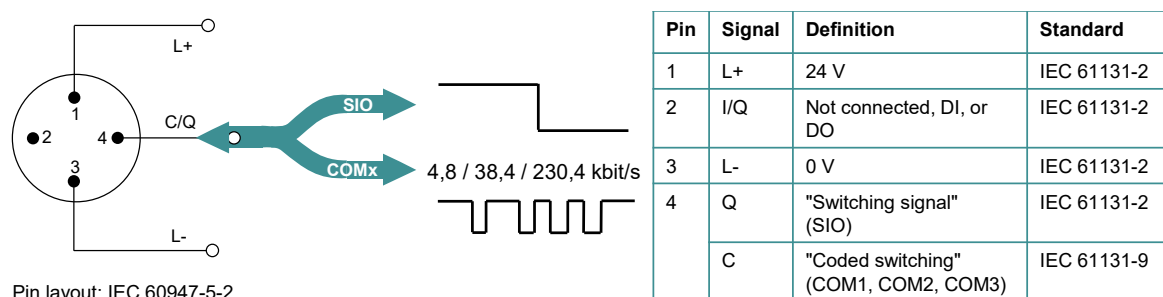 L+
1
2
4
C/Q
3
L-
SIO
COMx
4,8 / 38,4 / 230,4 kbit/s
Pin layout: IEC 60947-5-2
Pin Signal Definition Standard
1 L+ 24 V IEC 61131-2
2 I/Q Not connected, DI, or IEC 61131-2
DO
3 L- 0 V IEC 61131-2
4 Q "Switching signal" IEC 61131-2
(SIO)
C "Coded switching" IEC 61131-9
(COM1, COM2, COM3)